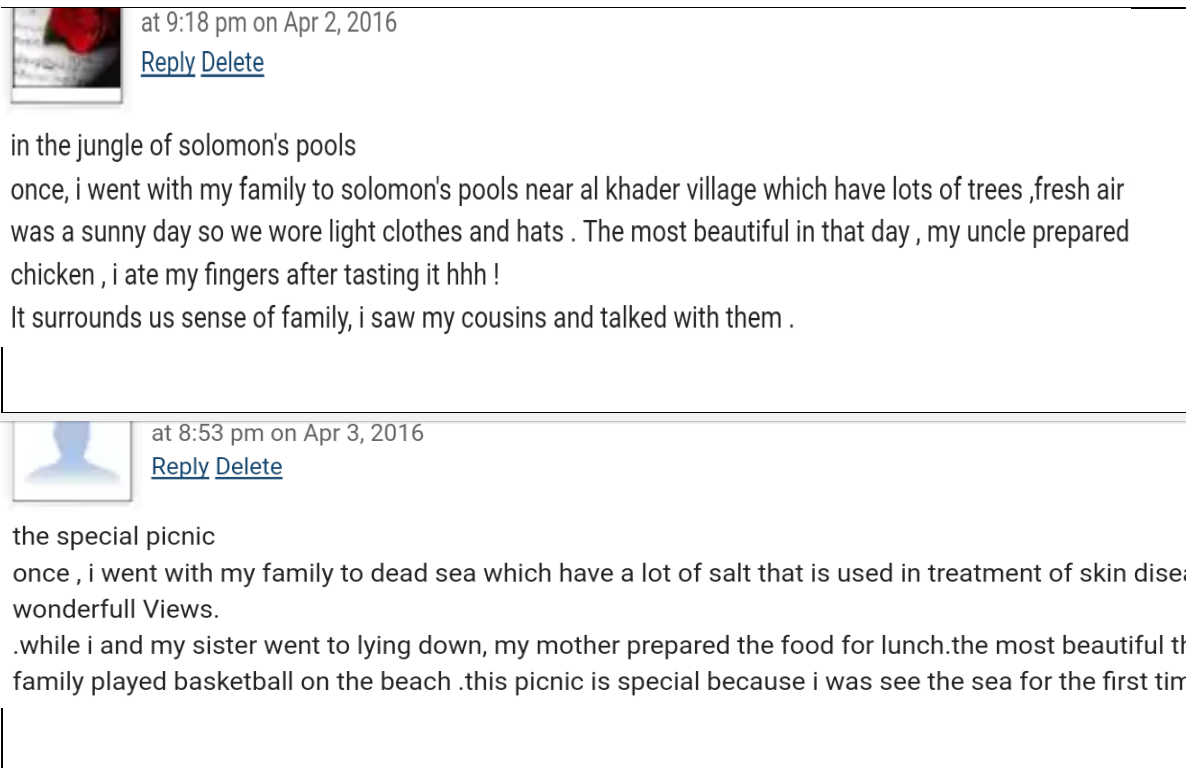 at 9:18 pm on Apr 2, 2016
Reply Delete
in the jungle of solomon's pools
once, i went with my family to solomon's pools near al khader village which have lots of trees ,fresh air
was a sunny day so we wore light clothes and hats . The most beautiful in that day , my uncle prepared
chicken , i ate my fingers after tasting it hhh !
It surrounds us sense of family, i saw my cousins and talked with them .
at 8:53 pm on Apr 3, 2016
Reply Delete
the special picnic
once , i went with my family to dead sea which have a lot of salt that is used in treatment of skin
wonderfull Views.
.while i and my sister went to lying down, my mother prepared the food for lunch.the most beautiful
family played basketball on the beach .this picnic is special because i was see the sea for the first